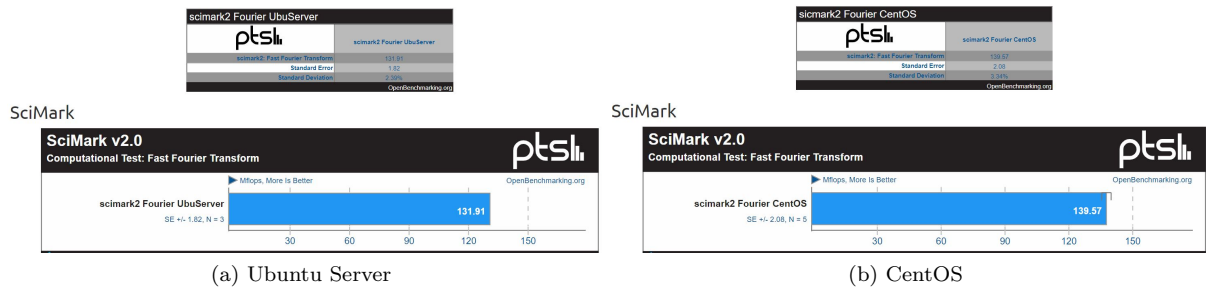 scimark2 Fourier UbuServer
ptsl
scimark2 Fourier UbuServer
scimark2: Fast Fourier Transform 131.91
Standard Error 1.82
Standard Deviation 2.39%
OpenBenchmarking.org
SciMark
SciMark v2.0
Computational Test: Fast Fourier Transform
ptsl
Mflops, More Is Better OpenBenchmarking.org
scimark2 Fourier UbuServer
131.91
SE +/- 1.82, N = 3
30 60 90 120 150
(a) Ubuntu Server
sicmark2 Fourier CentOS
ptsl
scimark2 Fourier CentOS
scimark2: Fast Fourier Transform 139.57
Standard Error 2.08
Standard Deviation 3.34%
OpenBenchmarking.org
SciMark
SciMark v2.0
Computational Test: Fast Fourier Transform
ptsl
Mflops, More Is Better OpenBenchmarking.org
scimark2 Fourier CentOS
139.57
SE +/- 2.08, N = 5
30 60 90 120 150
(b) CentOS